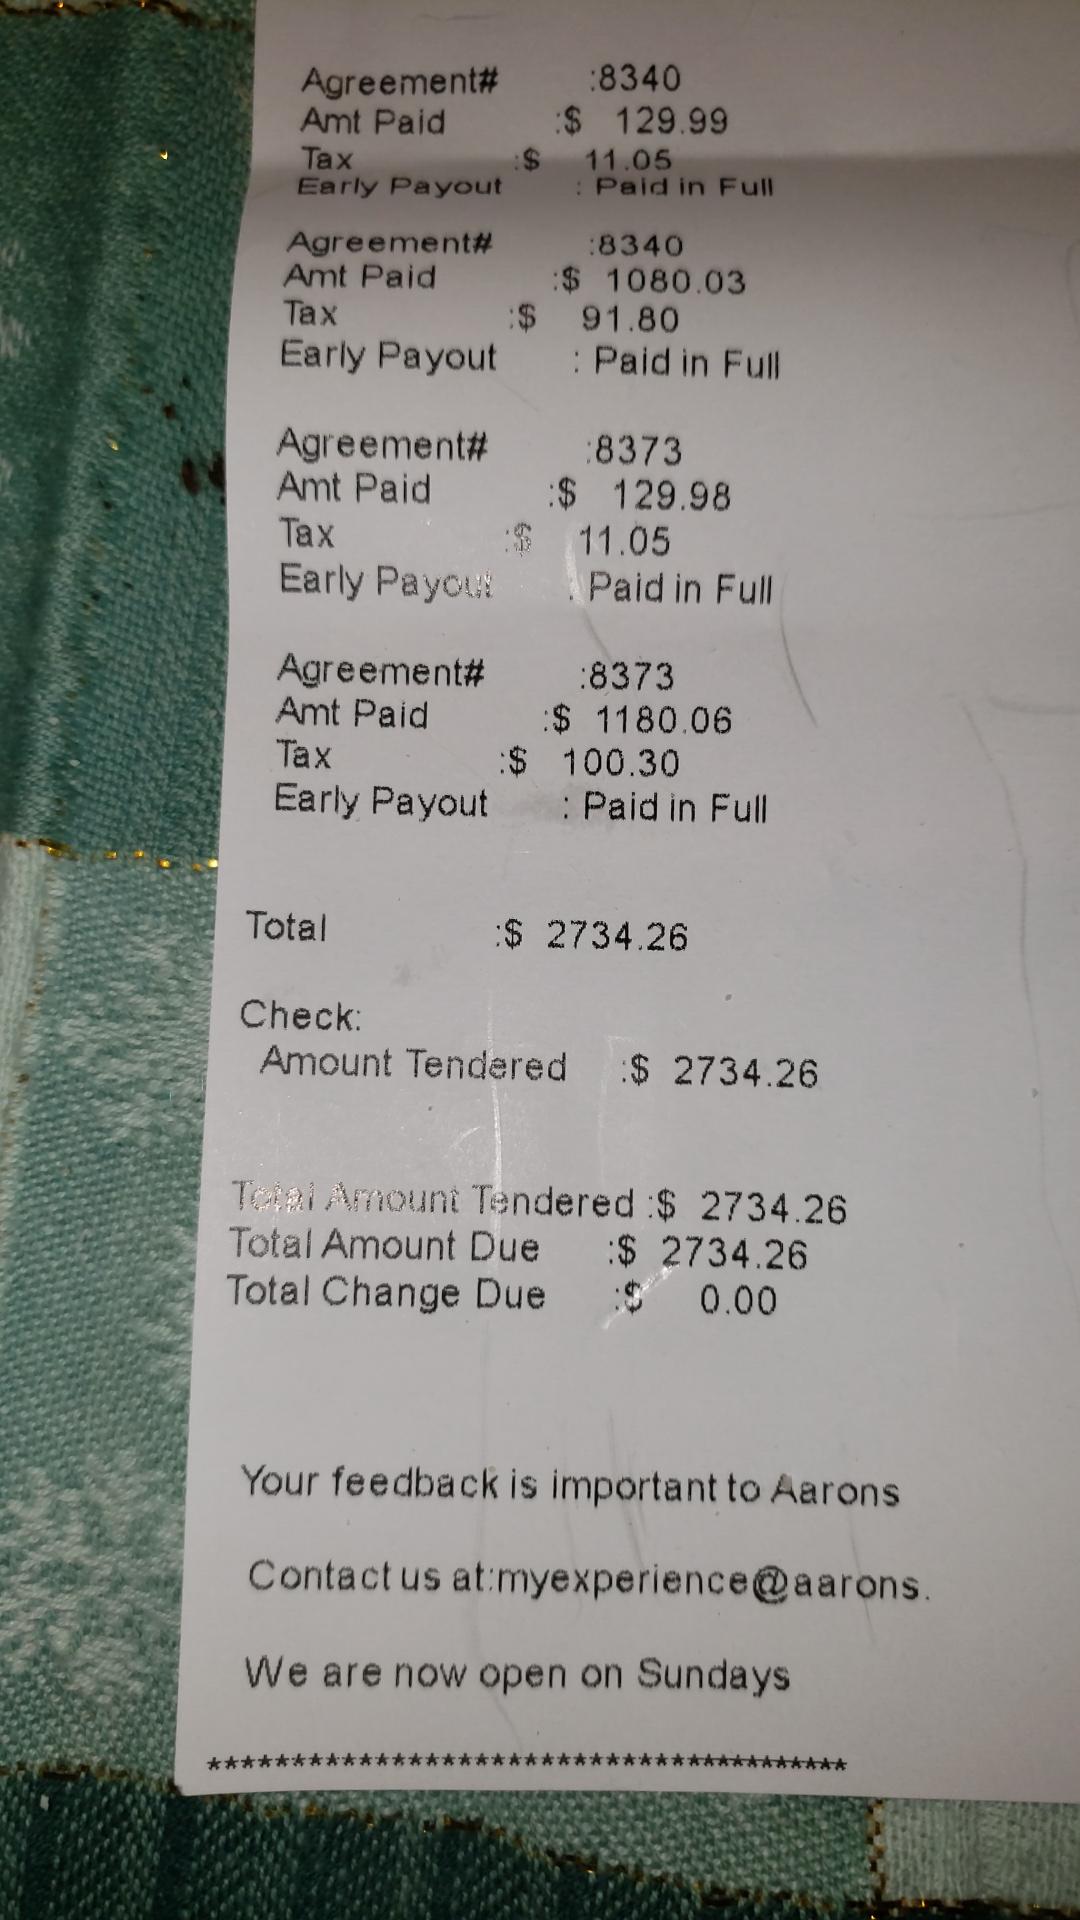 Agreement# :8340
Amt Paid :$ 129.99
Tax :$ 11.05
Early Payout : Paid in Full
Agreement# :8340
Amt Paid :$ 1080.03
Tax :$ 91.80
Early Payout : Paid in Full
Agreement# :8373
Amt Paid :$ 129.98
Tax :$ 11.05
Early Payout : Paid in Full
Agreement# :8373
Amt Paid :$ 1180.06
Tax :$ 100.30
Early Payout : Paid in Full
Total :$ 2734.26
Check:
Amount Tendered :$ 2734.26
Total Amount Tendered :$ 2734.26
Total Amount Due :$ 2734.26
Total Change Due :$ 0.00
Your feedback is important to Aarons
Contact us at:myexperience@aarons.
We are now open on Sundays
**************************************